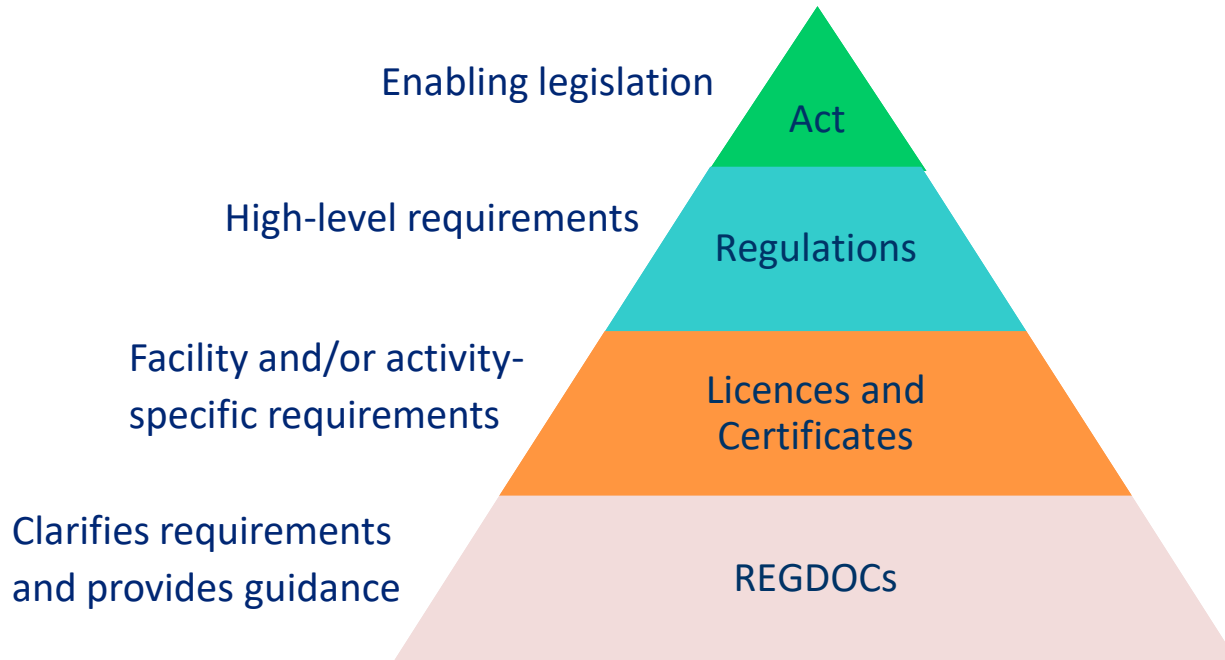 Enabling legislation
Act
High-level requirements
Regulations
Facility and/or activity-
specific requirements
Licences and
Certificates
Clarifies requirements
and provides guidance
REGDOCs